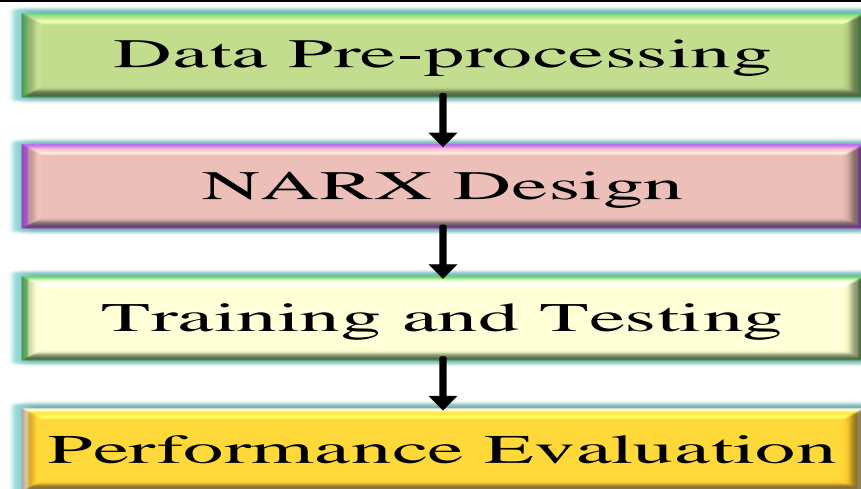 Data Pre-processing
NARX Design
Training and Testing
Performance Evaluation